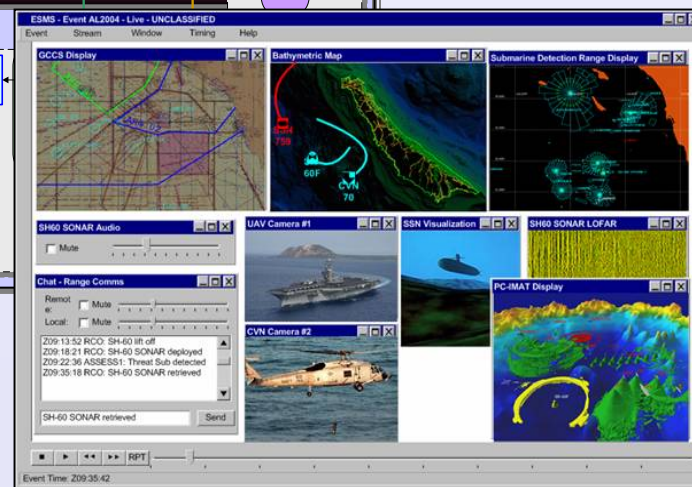 ESMS - Event AL2004 - Live - UNCLASSIFIED
Event Stream Window Timing Help
GCCS Display
Bathymetric Map
Submarine Detection Range Display
759
60F
CVN
70
SH60 SONAR Audio
Mute
UAV Camera #1
SSN Visualization
SH60 SONAR LOFAR
Chat - Range Comms
Remot
e:
Mute
Local:
Mute
Z09:13:52 RCO: SH-60 lift off
Z09:18:21 RCO: SH-60 SONAR deployed
Z09:22:36 ASSESS1: Threat Sub detected
Z09:35:18 RCO: SH-60 SONAR retrieved
SH-60 SONAR retrieved
Send
CVN Camera #2
PC-IMAT Display
RPT
Event Time: Z09:35:42